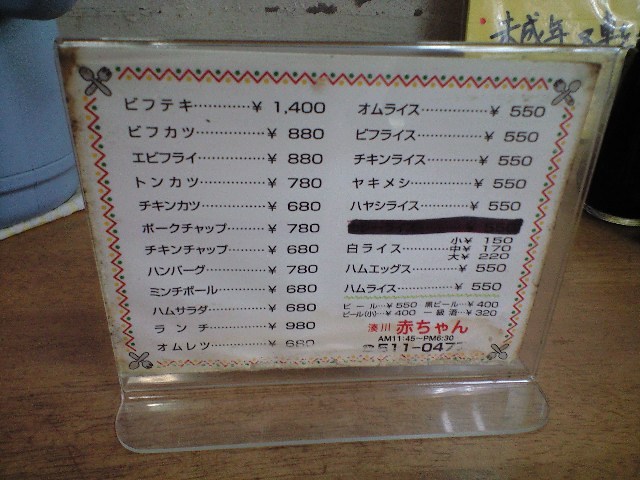 未成年
ビフテキ…………¥ 1,400
ビフカツ…………¥ 880
エビフライ…………¥ 880
トンカツ…………¥ 780
チキンカツ…………¥ 680
ポークチャップ………¥ 780
チキンチャップ………¥ 680
ハンバーグ…………¥ 780
ミンチボール………¥ 680
ハムサラダ…………¥ 680
ランチ…………¥ 980
オムレツ…………¥ 680
オムライス…………¥ 550
ビフライス…………¥ 550
チキンライス…………¥ 550
ヤキメシ…………¥ 550
ハヤシライス…………¥ 550
白ライス…………小¥ 150
中¥ 170
大¥ 220
ハムエッグス…………¥ 550
ハムライス…………¥ 550
ビール…¥550 黒ビール…¥400
ビール(小)…¥400 一級酒…¥320
湊川 赤ちゃん
AM11:45〜PM6:30
☎511-047